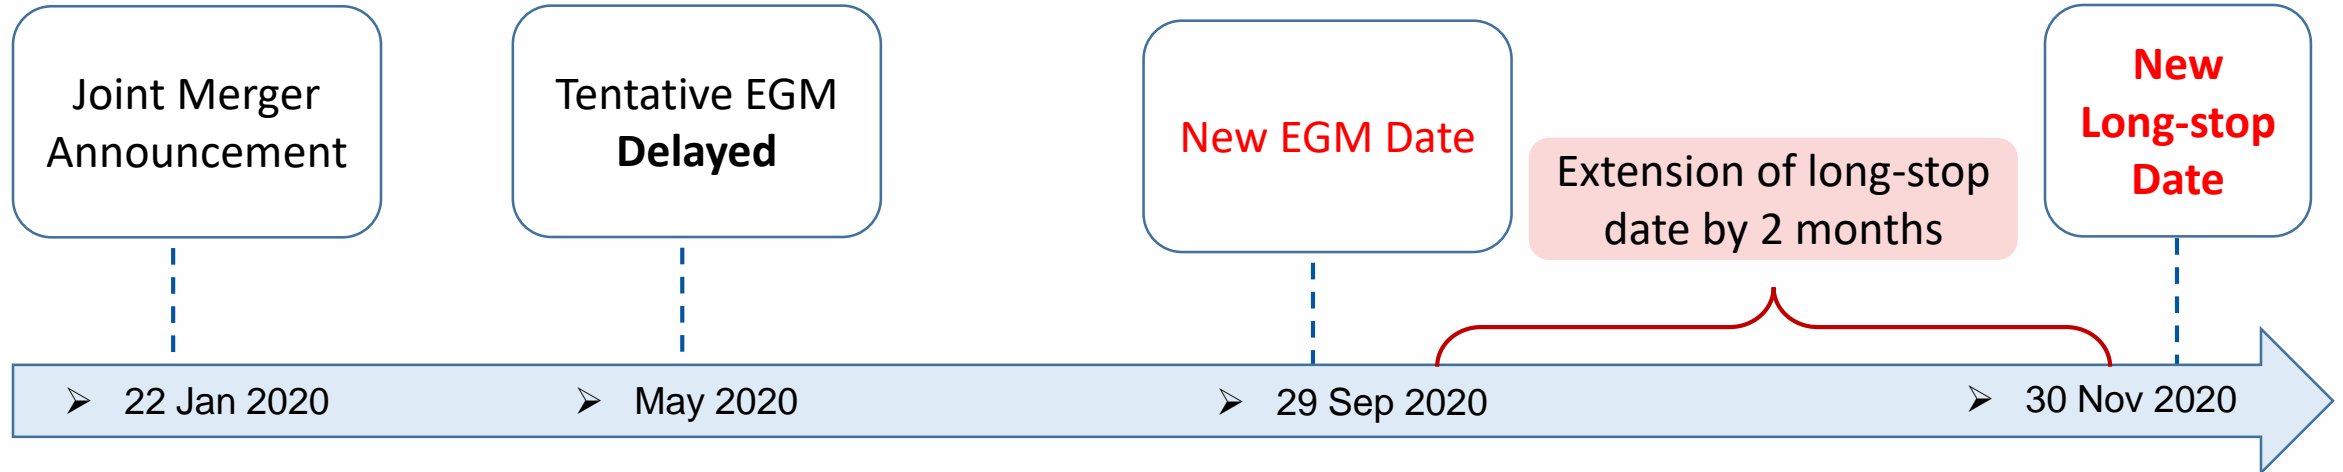 Joint Merger
Announcement
Tentative EGM
Delayed
New EGM Date
Extension of long-stop
date by 2 months
New
Long-stop
Date
➢ 22 Jan 2020
➢ May 2020
➢ 29 Sep 2020
➢ 30 Nov 2020